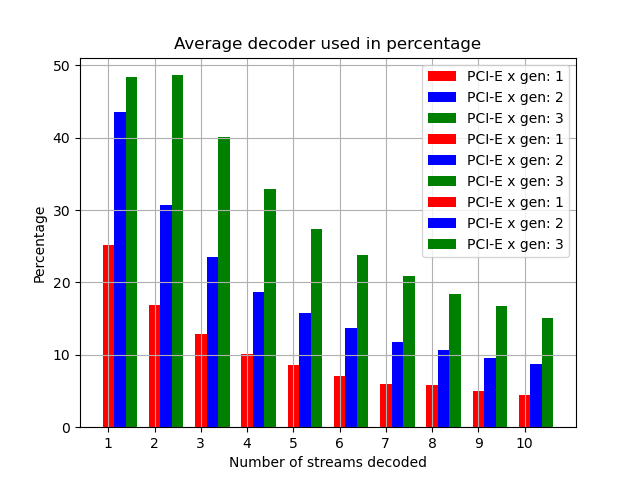 Average decoder used in percentage
Percentage
50
40
30
20
10
0
PCI-E x gen: 1
PCI-E x gen: 2
PCI-E x gen: 3
PCI-E x gen: 1
PCI-E x gen: 2
PCI-E x gen: 3
PCI-E x gen: 1
PCI-E x gen: 2
PCI-E x gen: 3
1 2 3 4 5 6 7 8 9 10
Number of streams decoded